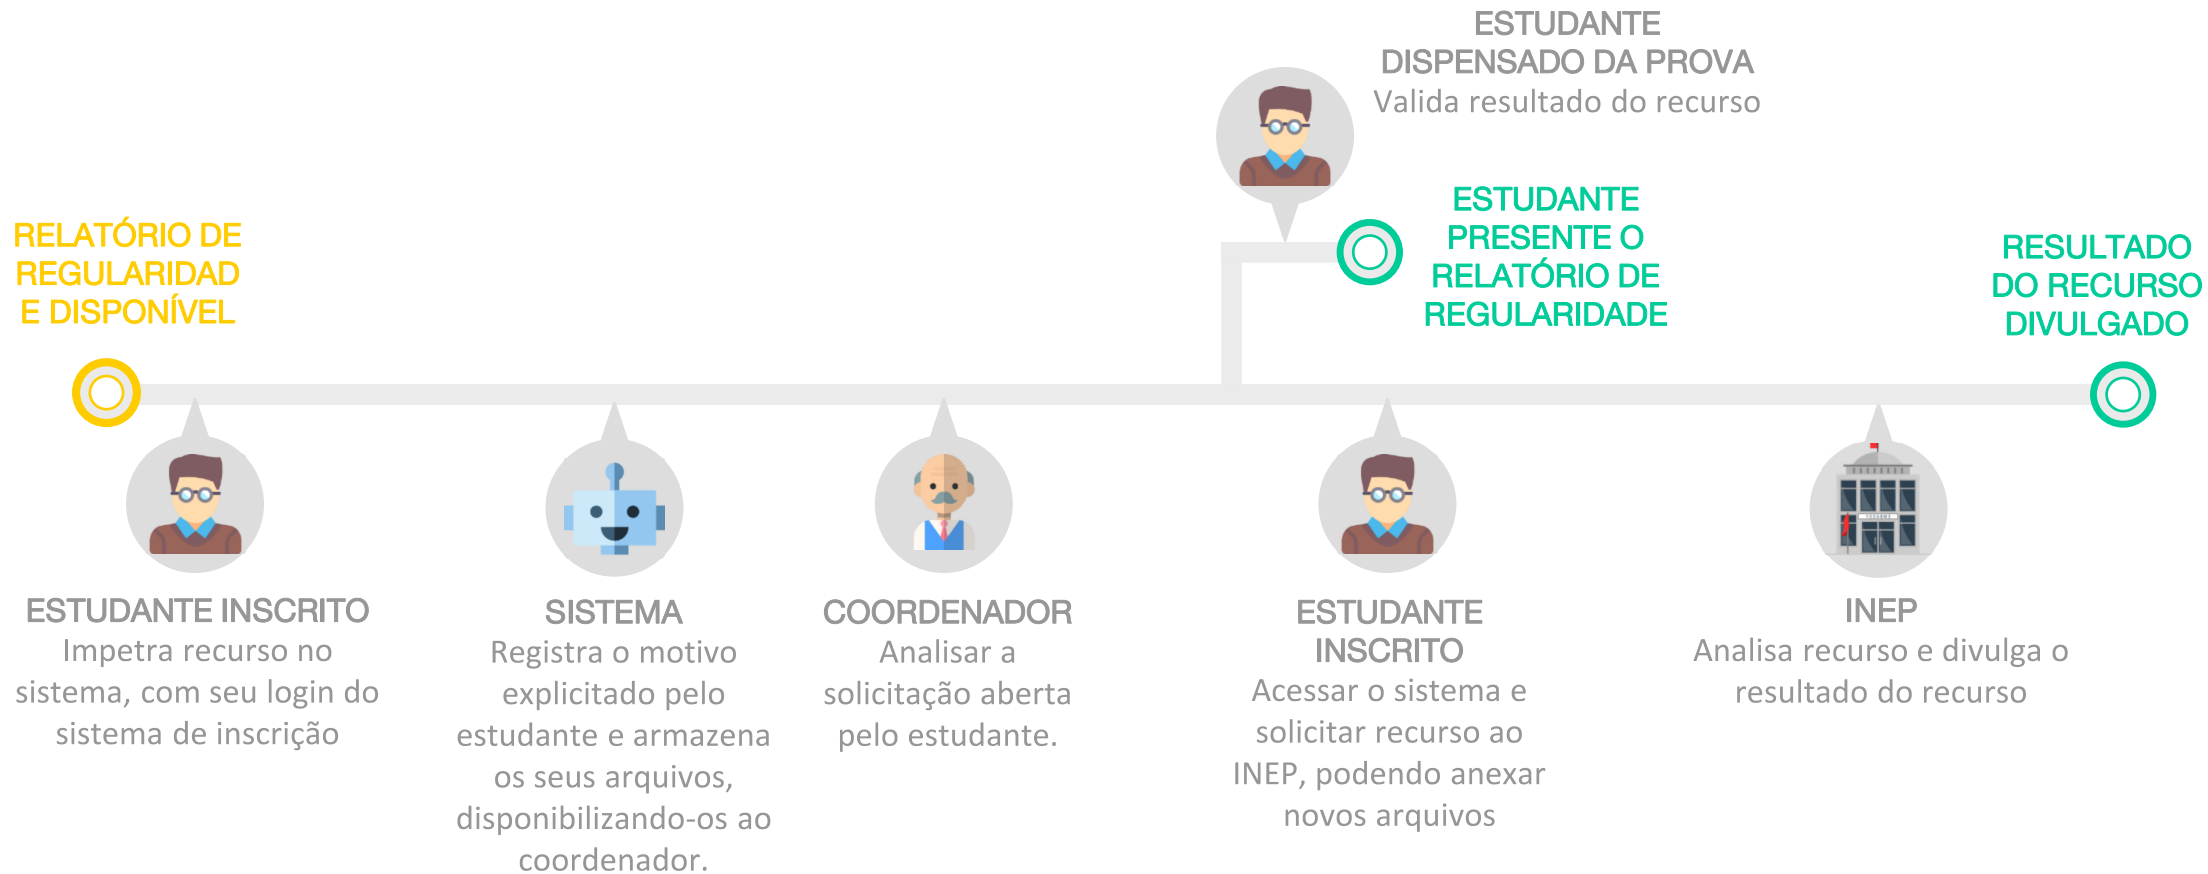 ESTUDANTE
DISPENSADO DA PROVA
Valida resultado do recurso
RELATÓRIO DE
REGULARIDAD
E DISPONÍVEL
ESTUDANTE
PRESENTE O
RELATÓRIO DE
REGULARIDADE
RESULTADO
DO RECURSO
DIVULGADO
ESTUDANTE INSCRITO
Impetra recurso no
sistema, com seu login do
sistema de inscrição
SISTEMA
Registra o motivo
explicitado pelo
estudante e armazena
os seus arquivos,
disponibilizando-os ao
coordenador.
COORDENADOR
Analisar a
solicitação aberta
pelo estudante.
ESTUDANTE
INSCRITO
Acessar o sistema e
solicitar recurso ao
INEP, podendo anexar
novos arquivos
INEP
Analisa recurso e divulga o
resultado do recurso